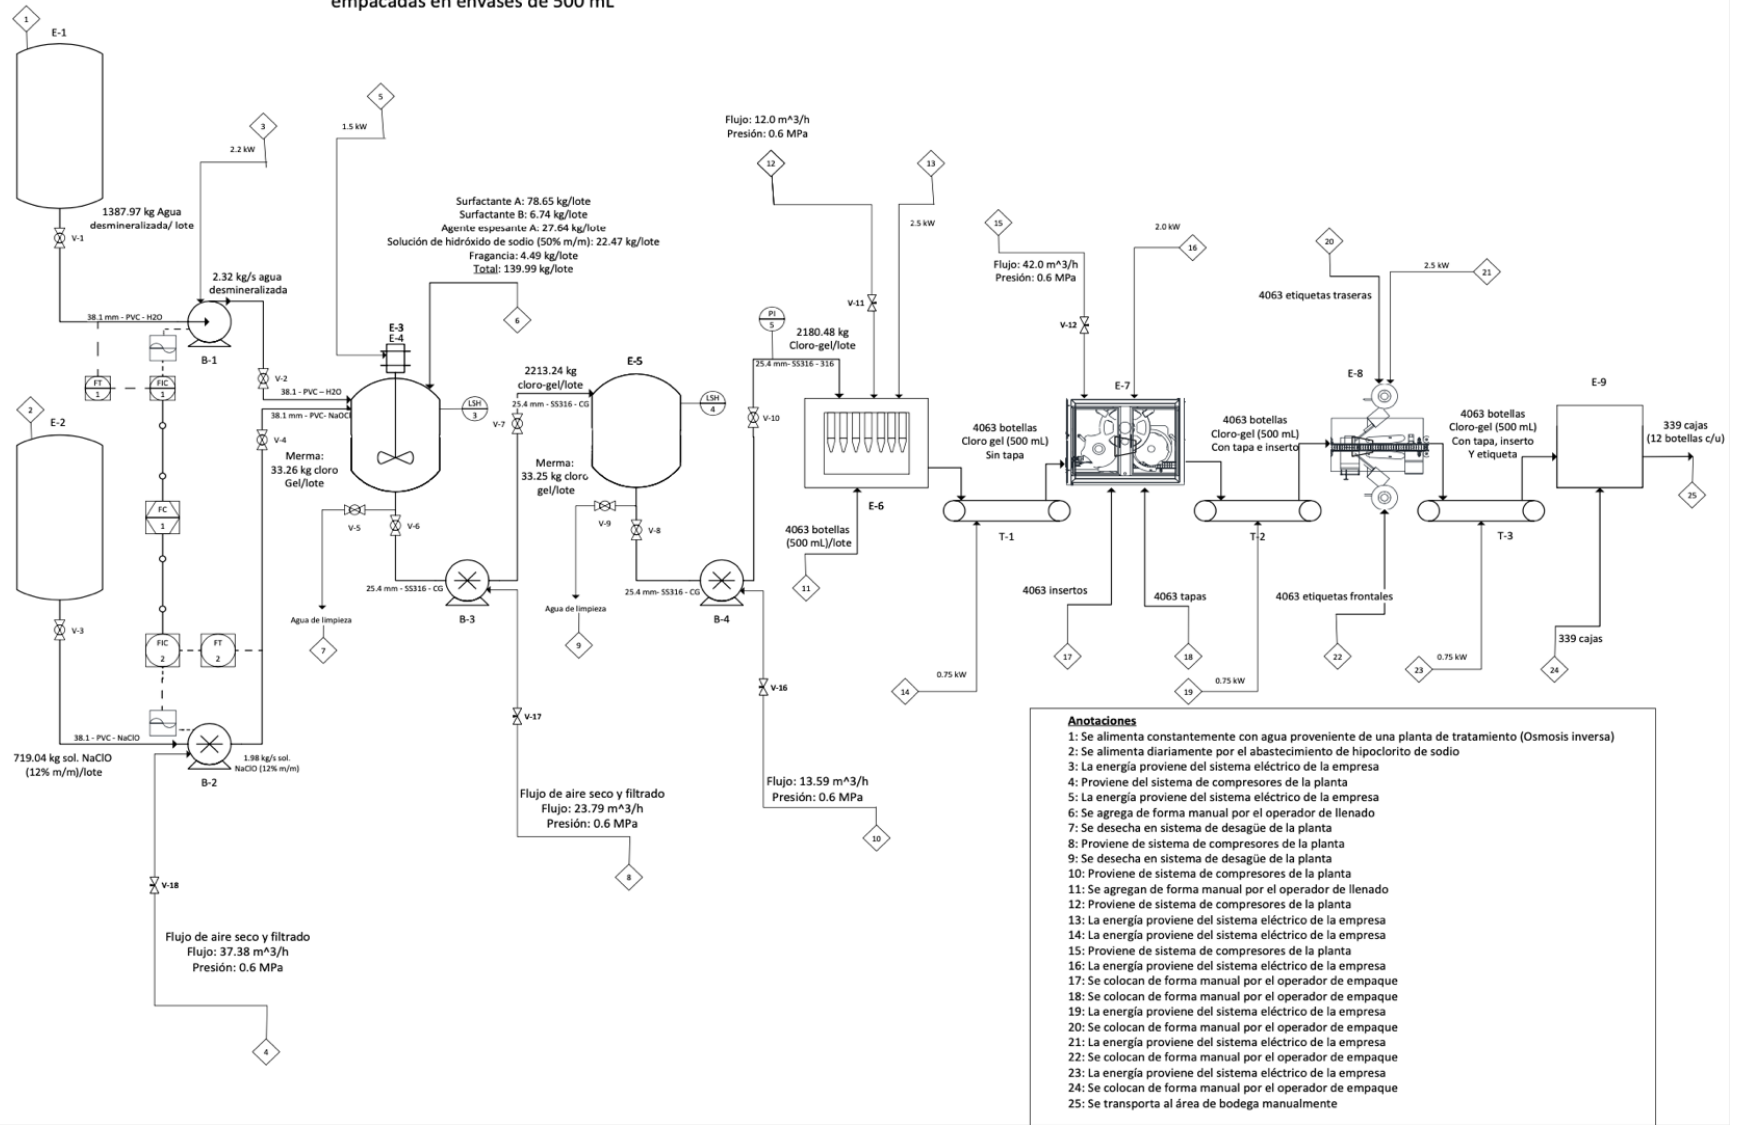 empacadas en envases de 500 mL
1
E-1
1387.97 kg Agua
desmineralizada/ lote
V-1
3
2.2 kW
2.32 kg/s agua
desmineralizada
38.1 mm - PVC - H2O
B-1
FT
1
FIC
1
V-2
38.1 - PVC – H2O
38.1 mm - PVC- NaOCl
V-4
2
E-2
FC
1
FIC
2
FT
2
V-3
38.1 - PVC - NaClO
719.04 kg sol. NaClO
(12% m/m)/lote
B-2
1.98 kg/s sol.
NaClO (12% m/m)
V-18
Flujo de aire seco y filtrado
Flujo: 37.38 m^3/h
Presión: 0.6 MPa
4
5
1.5 kW
Surfactante A: 78.65 kg/lote
Surfactante B: 6.74 kg/lote
Agente espesante A: 27.64 kg/lote
Solución de hidróxido de sodio (50% m/m): 22.47 kg/lote
Fragancia: 4.49 kg/lote
Total: 139.99 kg/lote
6
E-3
E-4
LSH
3
Merma:
33.26 kg cloro
Gel/lote
V-5
V-6
Agua de limpieza
7
25.4 mm - SS316 - CG
B-3
V-7
2213.24 kg
cloro-gel/lote
25.4 mm - SS316 - CG
V-17
Flujo de aire seco y filtrado
Flujo: 23.79 m^3/h
Presión: 0.6 MPa
8
E-5
LSH
4
Merma:
33.25 kg cloro
gel/lote
V-9
V-8
Agua de limpieza
9
25.4 mm- SS316 - CG
B-4
V-10
PI
5
2180.48 kg
Cloro-gel/lote
25.4 mm- SS316 - 316
V-16
Flujo: 13.59 m^3/h
Presión: 0.6 MPa
10
Flujo: 12.0 m^3/h
Presión: 0.6 MPa
12
13
2.5 kW
V-11
E-6
4063 botellas
(500 mL)/lote
11
4063 botellas
Cloro gel (500 mL)
Sin tapa
T-1
0.75 kW
14
15
Flujo: 42.0 m^3/h
Presión: 0.6 MPa
V-12
2.0 kW
16
E-7
4063 insertos
17
4063 tapas
18
4063 botellas
Cloro-gel (500 mL)
Con tapa e inserto
T-2
0.75 kW
19
20
4063 etiquetas traseras
2.5 kW
21
E-8
4063 etiquetas frontales
22
4063 botellas
Cloro-gel (500 mL)
Con tapa, inserto
Y etiqueta
T-3
0.75 kW
23
E-9
339 cajas
24
339 cajas
(12 botellas c/u)
25
Anotaciones
1: Se alimenta constantemente con agua proveniente de una planta de tratamiento (Osmosis inversa)
2: Se alimenta diariamente por el abastecimiento de hipoclorito de sodio
3: La energía proviene del sistema eléctrico de la empresa
4: Proviene del sistema de compresores de la planta
5: La energía proviene del sistema eléctrico de la empresa
6: Se agrega de forma manual por el operador de llenado
7: Se desecha en sistema de desagüe de la planta
8: Proviene de sistema de compresores de la planta
9: Se desecha en sistema de desagüe de la planta
10: Proviene de sistema de compresores de la planta
11: Se agregan de forma manual por el operador de llenado
12: Proviene de sistema de compresores de la planta
13: La energía proviene del sistema eléctrico de la empresa
14: La energía proviene del sistema eléctrico de la empresa
15: Proviene de sistema de compresores de la planta
16: La energía proviene del sistema eléctrico de la empresa
17: Se colocan de forma manual por el operador de empaque
18: Se colocan de forma manual por el operador de empaque
19: La energía proviene del sistema eléctrico de la empresa
20: Se colocan de forma manual por el operador de empaque
21: La energía proviene del sistema eléctrico de la empresa
22: Se colocan de forma manual por el operador de empaque
23: La energía proviene del sistema eléctrico de la empresa
24: Se colocan de forma manual por el operador de empaque
25: Se transporta al área de bodega manualmente